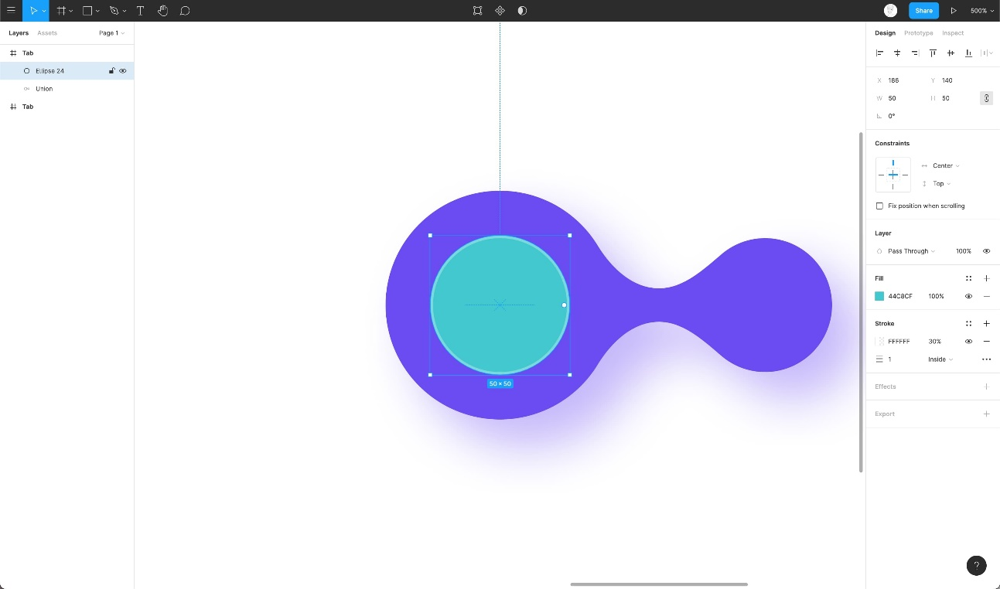 Share
500%
Layers Assets Page 1
Tab
Ellipse 24
Union
Tab
50 × 50
Design Prototype Inspect
X 186 Y 140
W 50 H 50
0°
Constraints
Center
Top
Fix position when scrolling
Layer
Pass Through 100%
Fill
44C8CF 100%
Stroke
FFFFFF 30%
1 Inside
Effects
Export
?